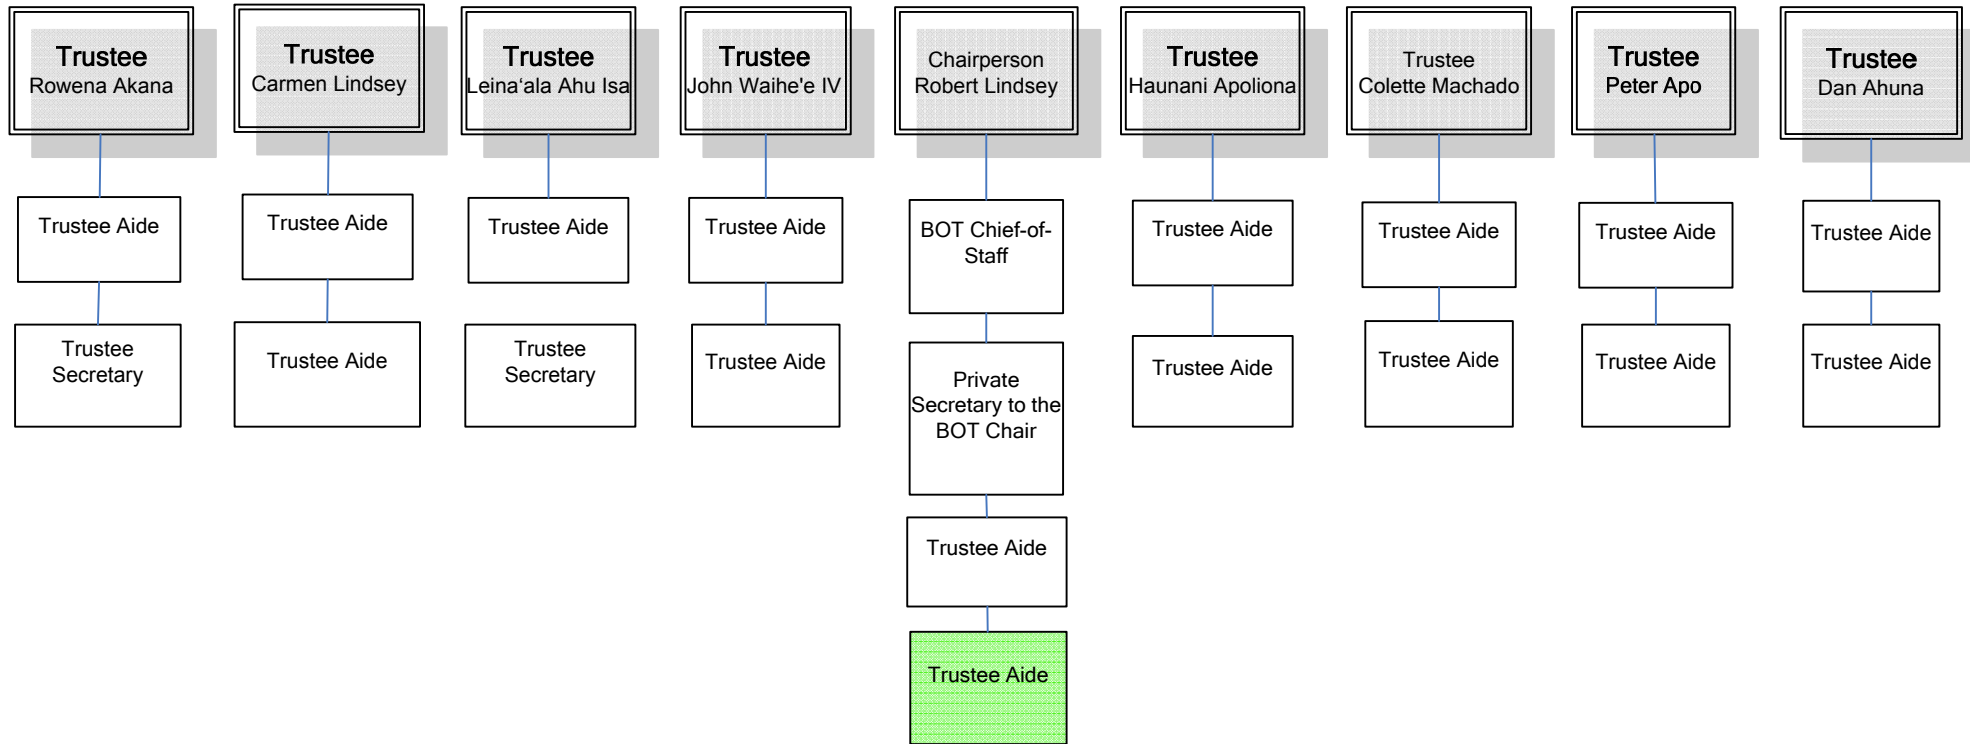 Trustee
Rowena Akana
Trustee
Carmen Lindsey
Trustee
Leina‘ala Ahu Isa
Trustee
John Waihe'e IV
Chairperson
Robert Lindsey
Trustee
Haunani Apoliona
Trustee
Colette Machado
Trustee
Peter Apo
Trustee
Dan Ahuna
Trustee Aide
Trustee Aide
Trustee Aide
Trustee Aide
BOT Chief-of-
Staff
Trustee Aide
Trustee Aide
Trustee Aide
Trustee Aide
Trustee
Secretary
Trustee Aide
Trustee
Secretary
Trustee Aide
Private
Secretary to the
BOT Chair
Trustee Aide
Trustee Aide
Trustee Aide
Trustee Aide
Trustee Aide
Trustee Aide